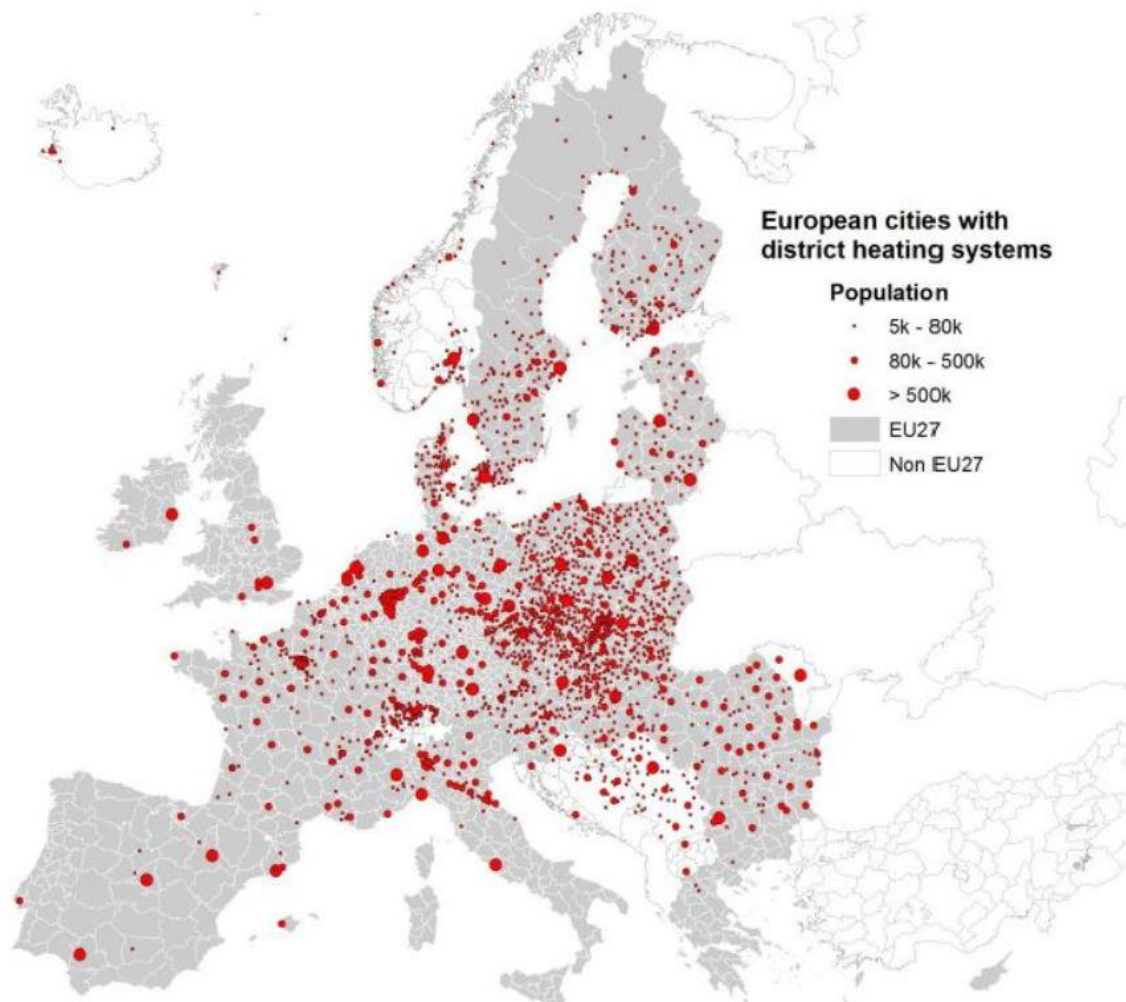 European cities with
district heating systems
Population
5k - 80k
80k - 500k
> 500k
EU27
Non EU27